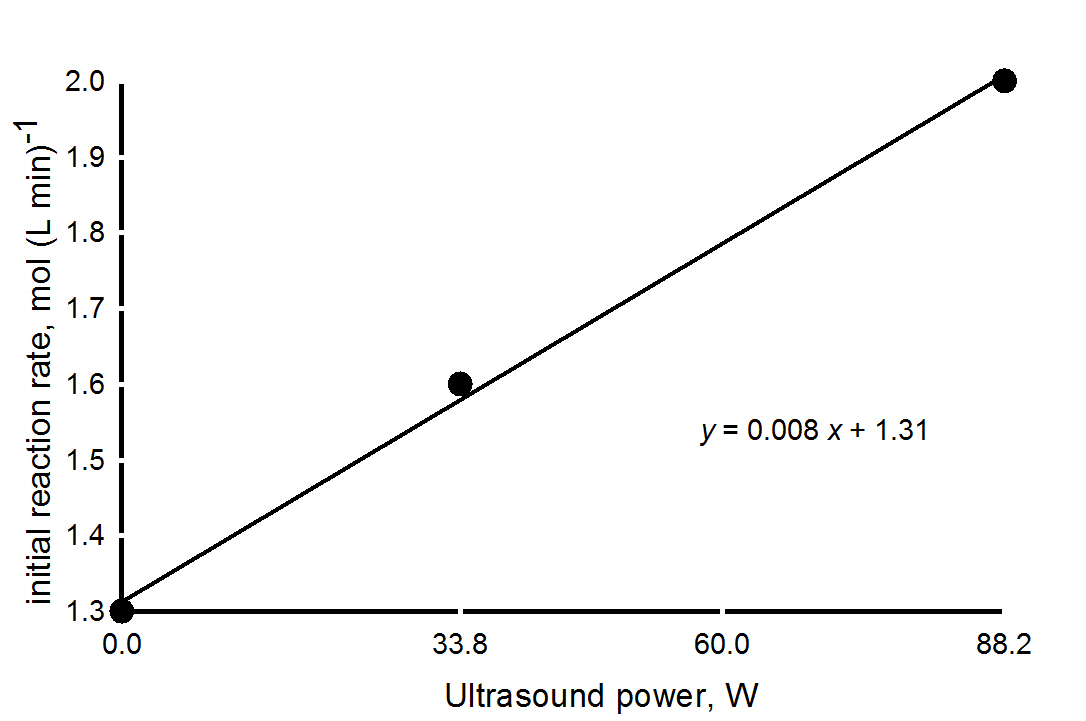 initial reaction rate, mol (L min)-1
2.0
1.9
1.8
1.7
1.6
1.5
1.4
1.3
y = 0.008 x + 1.31
0.0 33.8 60.0 88.2
Ultrasound power, W